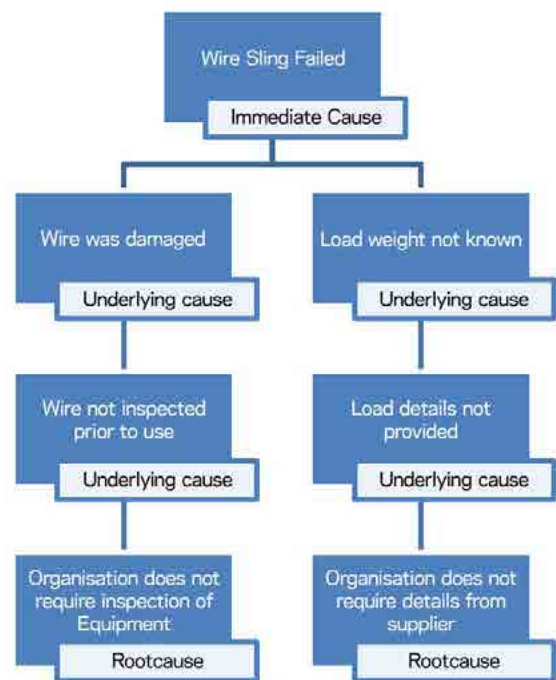 Wire Sling Failed
Immediate Cause
Wire was damaged
Underlying cause
Load weight not known
Underlying cause
Wire not inspected
prior to use
Underlying cause
Load details not
provided
Underlying cause
Organisation does not
require inspection of
Equipment
Rootcause
Organisation does not
require details from
supplier
Rootcause